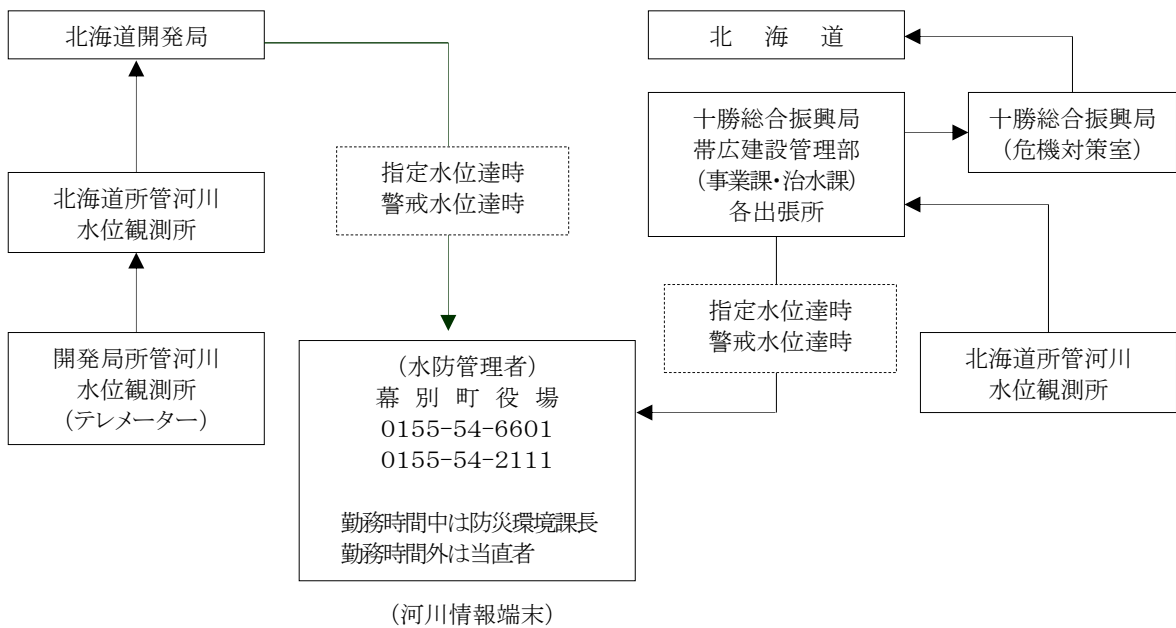 北海道開発局
北海道所管河川
水位観測所
開発局所管河川
水位観測所
(テレメーター)
指定水位達時
警戒水位達時
(水防管理者)
幕別町役場
0155-54-6601
0155-54-2111
勤務時間中は防災環境課長
勤務時間外は当直者
(河川情報端末)
北海道
十勝総合振興局
帯広建設管理部
(事業課・治水課)
各出張所
十勝総合振興局
(危機対策室)
指定水位達時
警戒水位達時
北海道所管河川
水位観測所